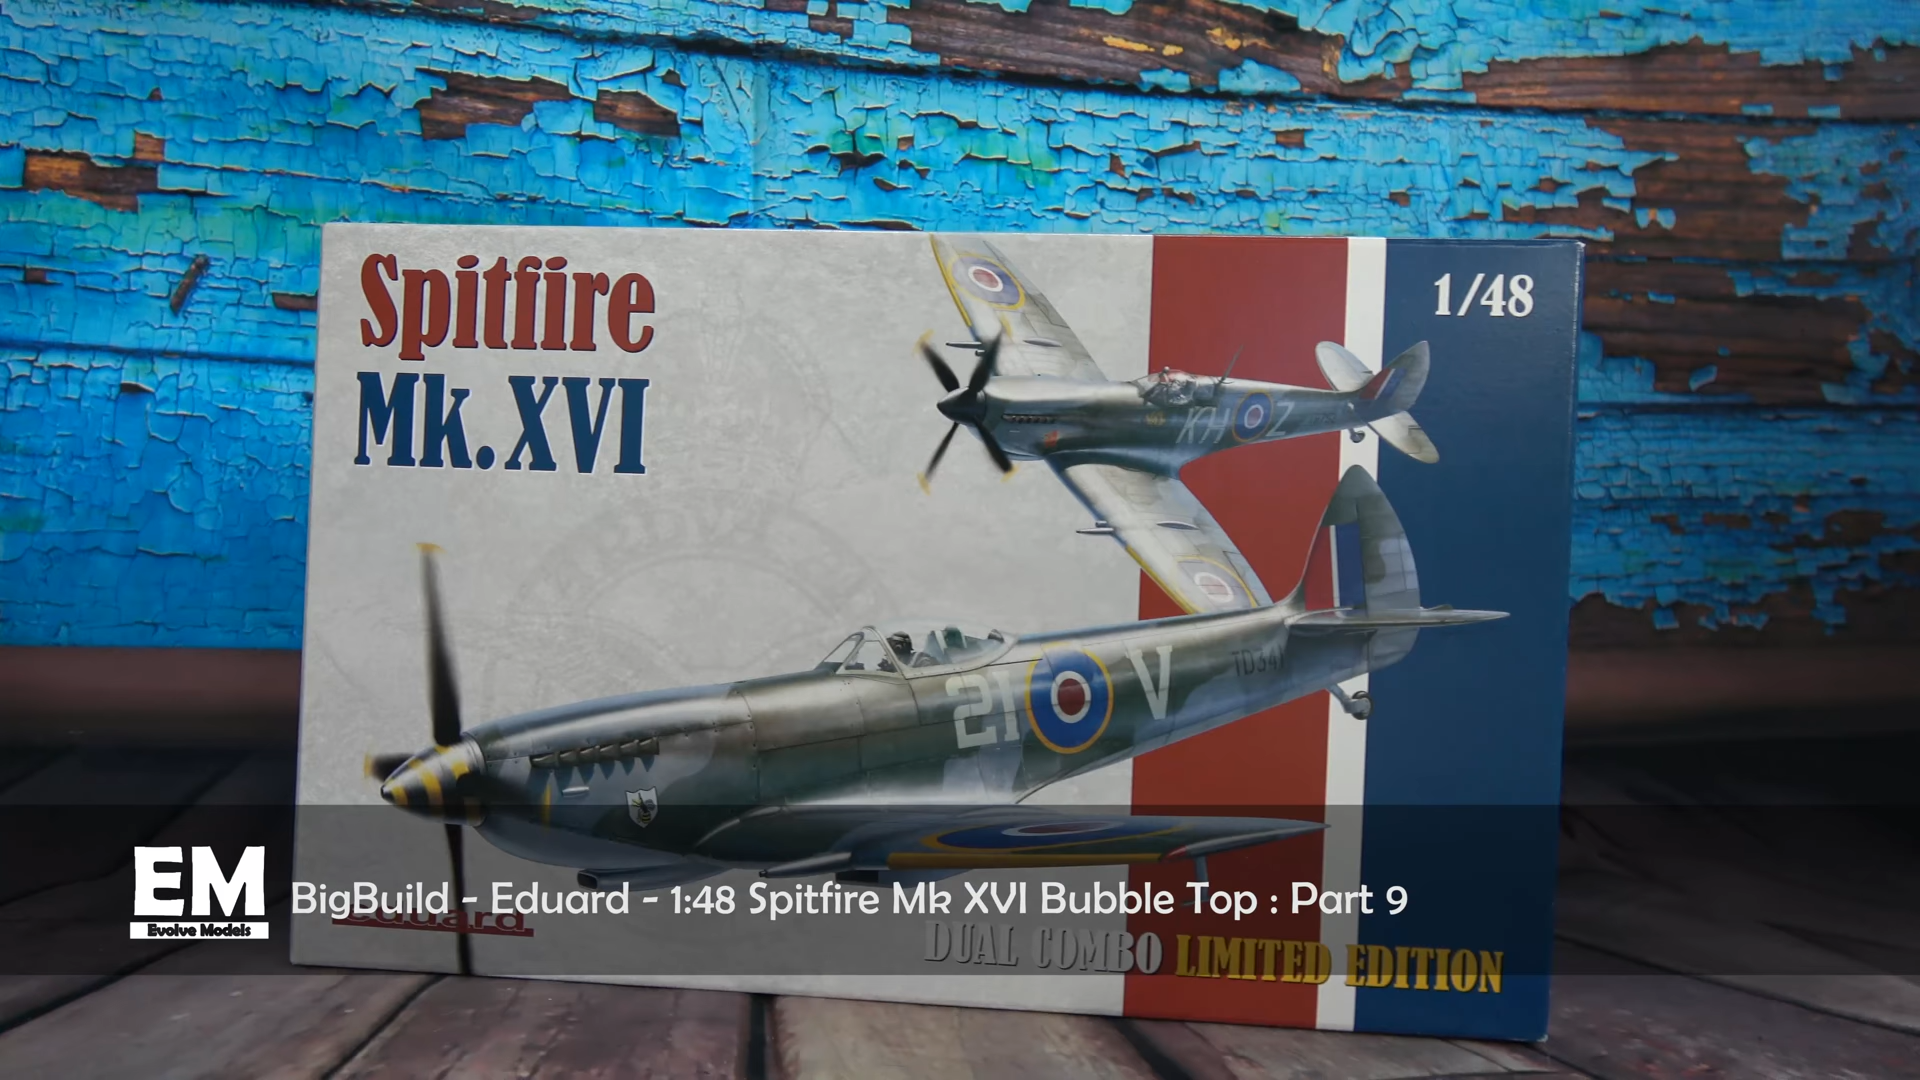 Spitfire
Mk.XVI
1/48
KH Z
21 V
EM
Evolve Models
BigBuild - Eduard - 1:48 Spitfire Mk XVI Bubble Top : Part 9
eduard
DUAL COMBO LIMITED EDITION